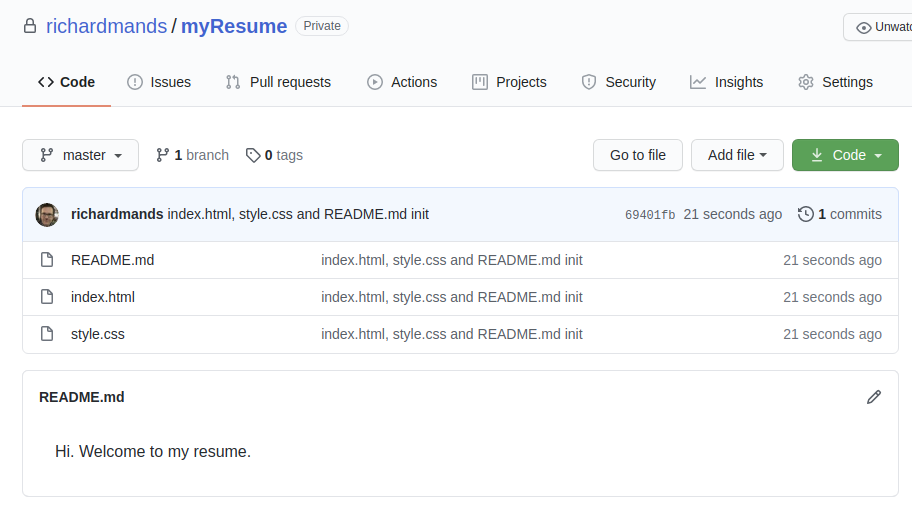 richardmands / myResume Private
Code Issues Pull requests Actions Projects Security Insights Settings
master 1 branch 0 tags Go to file Add file Code
richardmands index.html, style.css and README.md init 69401fb 21 seconds ago 1 commits
README.md index.html, style.css and README.md init 21 seconds ago
index.html index.html, style.css and README.md init 21 seconds ago
style.css index.html, style.css and README.md init 21 seconds ago
README.md
Hi. Welcome to my resume.